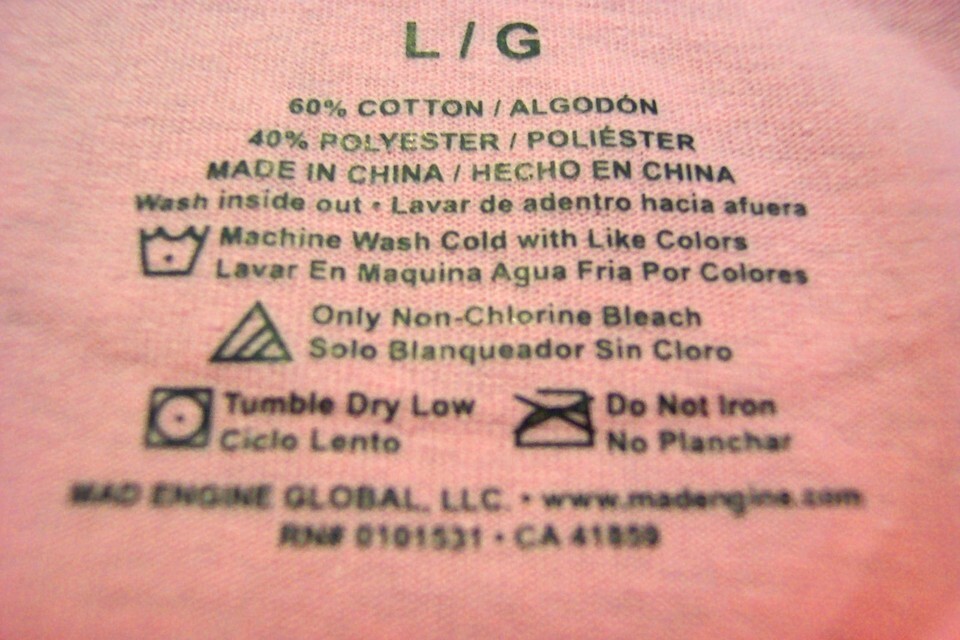 L / G
60% COTTON / ALGODÓN
40% POLYESTER / POLIÉSTER
MADE IN CHINA / HECHO EN CHINA
Wash inside out • Lavar de adentro hacia afuera
Machine Wash Cold with Like Colors
Lavar En Maquina Agua Fria Por Colores
Only Non-Chlorine Bleach
Solo Blanqueador Sin Cloro
Tumble Dry Low
Ciclo Lento
Do Not Iron
No Planchar
MAD ENGINE GLOBAL, LLC. • www.madengine.com
RN# 0101531 • CA